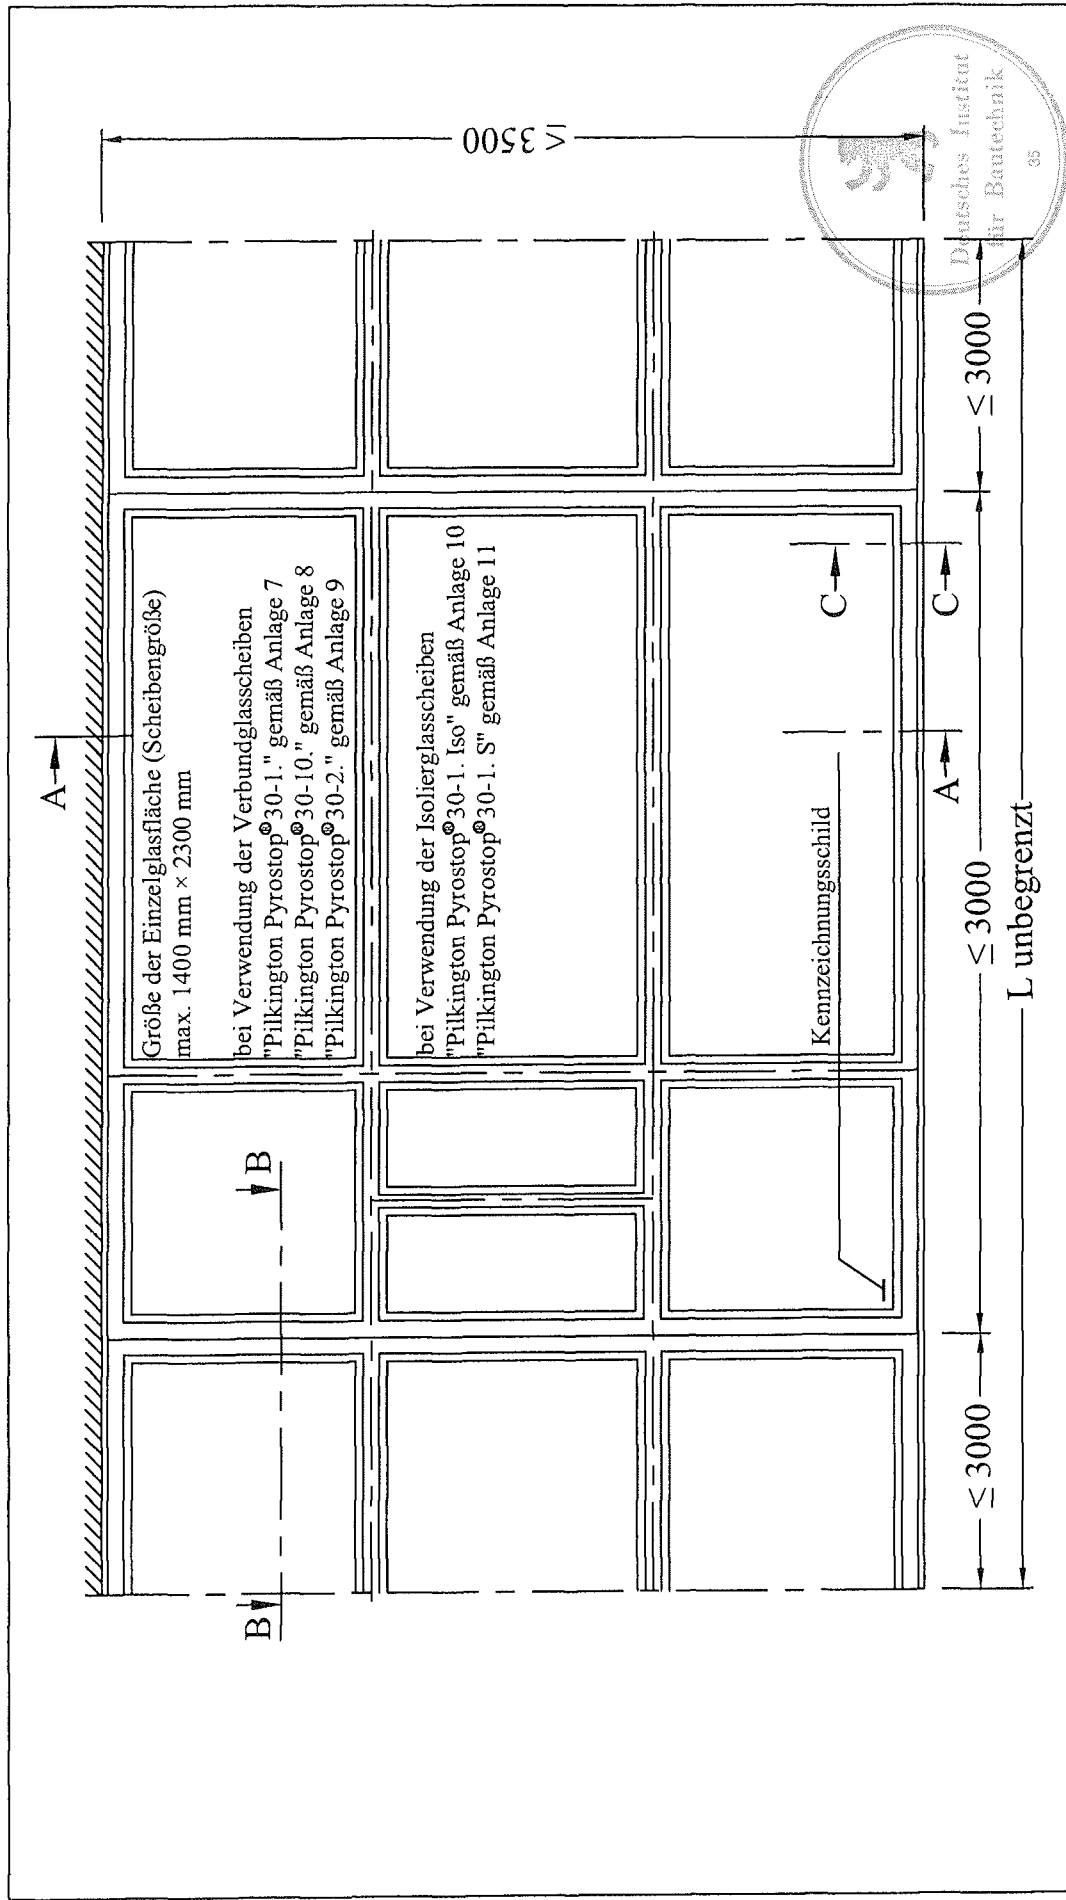 A
Größe der Einzelglasfläche (Scheibengröße)
max. 1400 mm × 2300 mm
bei Verwendung der Verbundglasscheiben
"Pilkington Pyrostop®30-1." gemäß Anlage 7
"Pilkington Pyrostop®30-10." gemäß Anlage 8
"Pilkington Pyrostop®30-2." gemäß Anlage 9
B
B
bei Verwendung der Isolierglasscheiben
"Pilkington Pyrostop®30-1. Iso" gemäß Anlage 10
"Pilkington Pyrostop®30-1. S" gemäß Anlage 11
≤ 3500
Kennzeichnungsschild
C
A
C
≤ 3000
≤ 3000
≤ 3000
L unbegrenzt
Deutsches Institut
für Bautechnik
35